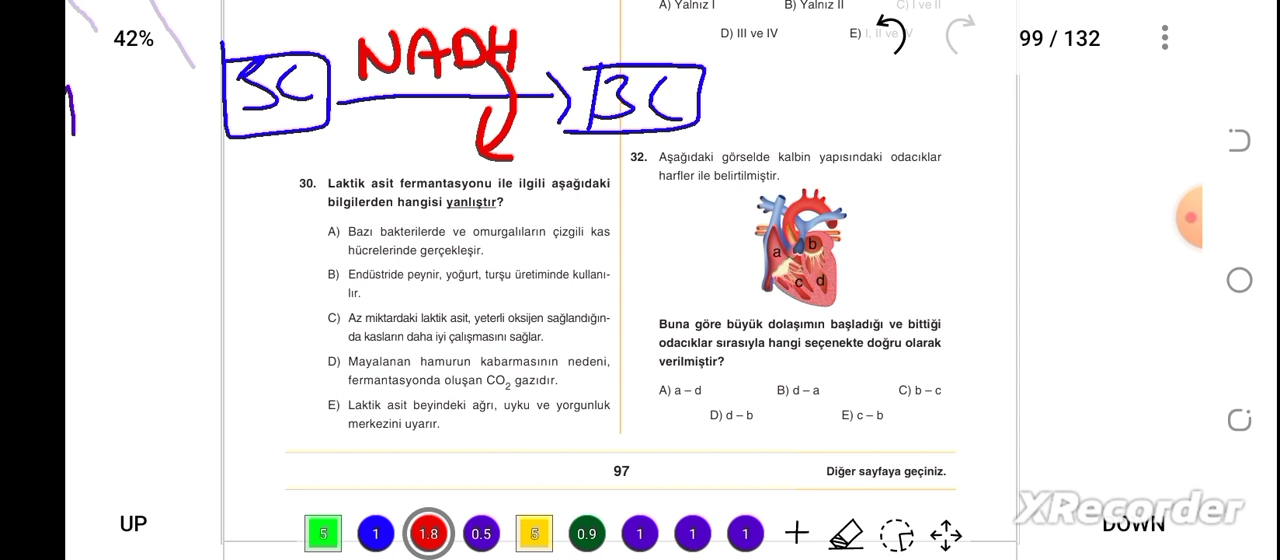 A) Yalnız I
B) Yalnız II
C) I ve II
D) III ve IV
E) I, II ve V
42%
99 / 132
NADH
3C
3C
30. Laktik asit fermantasyonu ile ilgili aşağıdaki
bilgilerden hangisi yanlıştır?
A) Bazı bakterilerde ve omurgalıların çizgili kas
hücrelerinde gerçekleşir.
B) Endüstride peynir, yoğurt, turşu üretiminde kullanı-
lır.
C) Az miktardaki laktik asit, yeterli oksijen sağlandığın-
da kasların daha iyi çalışmasını sağlar.
D) Mayalanan hamurun kabarmasının nedeni,
fermantasyonda oluşan CO₂ gazıdır.
E) Laktik asit beyindeki ağrı, uyku ve yorgunluk
merkezini uyarır.
32. Aşağıdaki görselde kalbin yapısındaki odacıklar
harfler ile belirtilmiştir.
a
b
c
d
Buna göre büyük dolaşımın başladığı ve bittiği
odacıklar sırasıyla hangi seçenekte doğru olarak
verilmiştir?
A) a – d
B) d – a
C) b – c
D) d – b
E) c – b
97
Diğer sayfaya geçiniz.
UP
5
1
1.8
0.5
5
0.9
1
1
1
XRecorder
DOWN